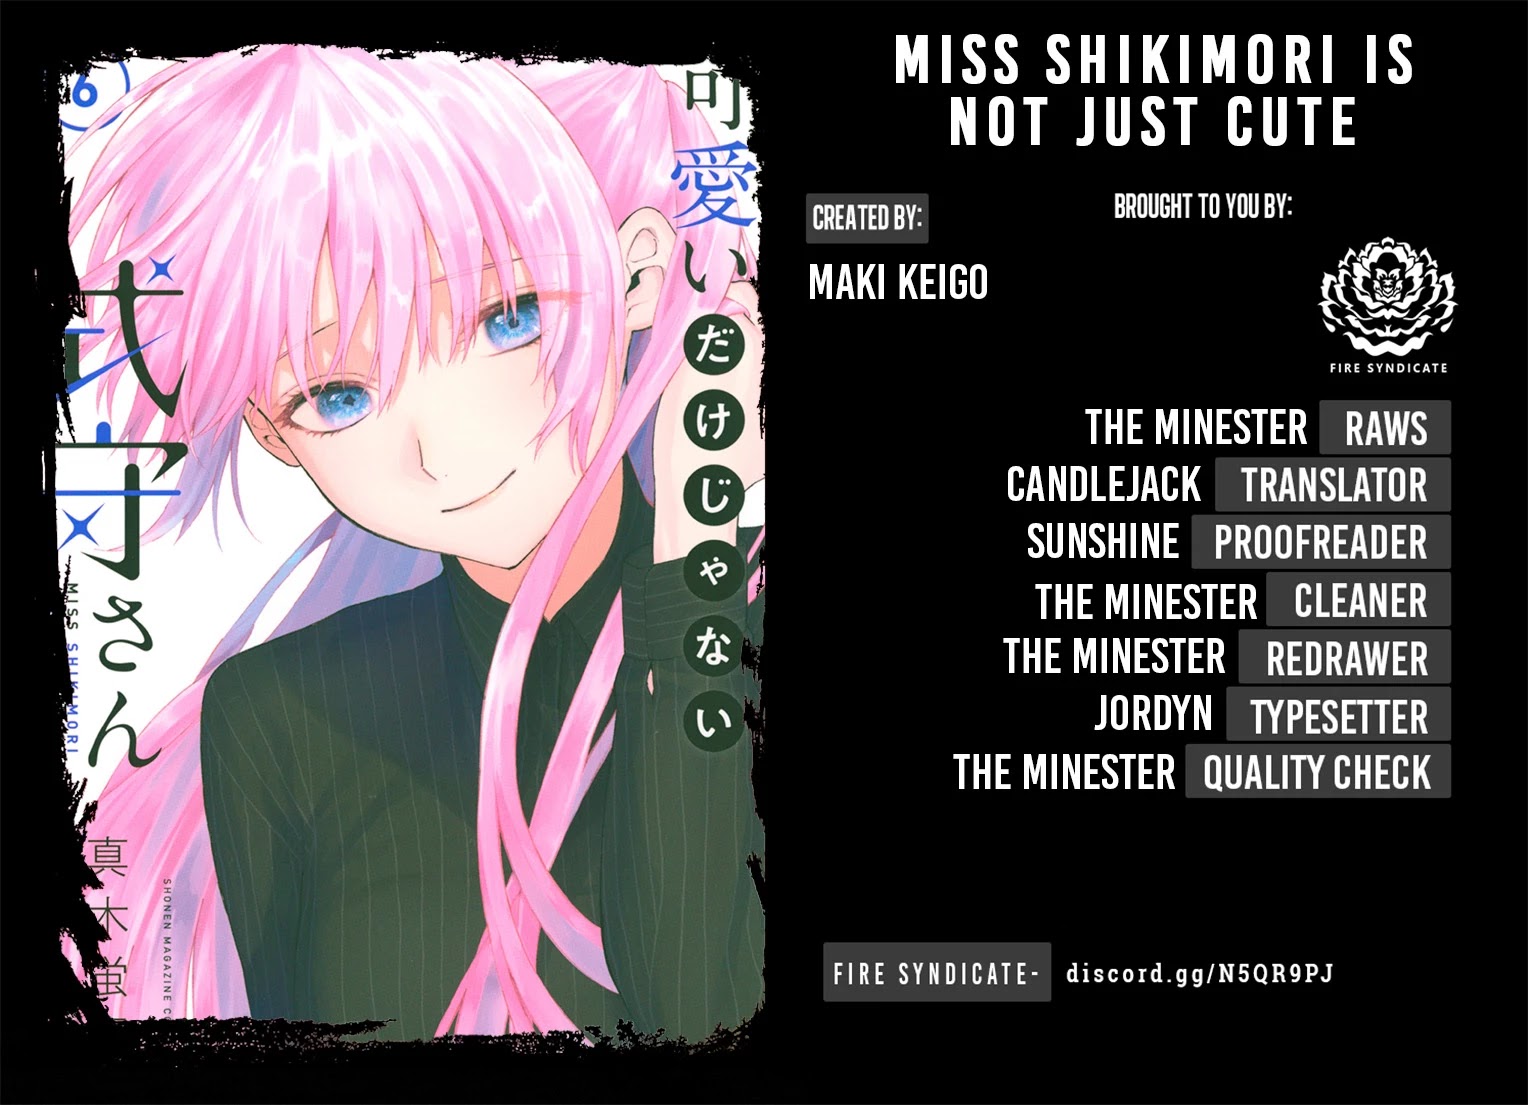 6
可愛いだけじゃない
式守さん
MISS SHIKIMORI
真木蛍
SHONEN MAGAZINE
MISS SHIKIMORI IS
NOT JUST CUTE
CREATED BY:
MAKI KEIGO
BROUGHT TO YOU BY:
FIRE SYNDICATE
THE MINESTER RAWS
CANDLEJACK TRANSLATOR
SUNSHINE PROOFREADER
THE MINESTER CLEANER
THE MINESTER REDRAWER
JORDYN TYPESETTER
THE MINESTER QUALITY CHECK
FIRE SYNDICATE- discord.gg/N5QR9PJ